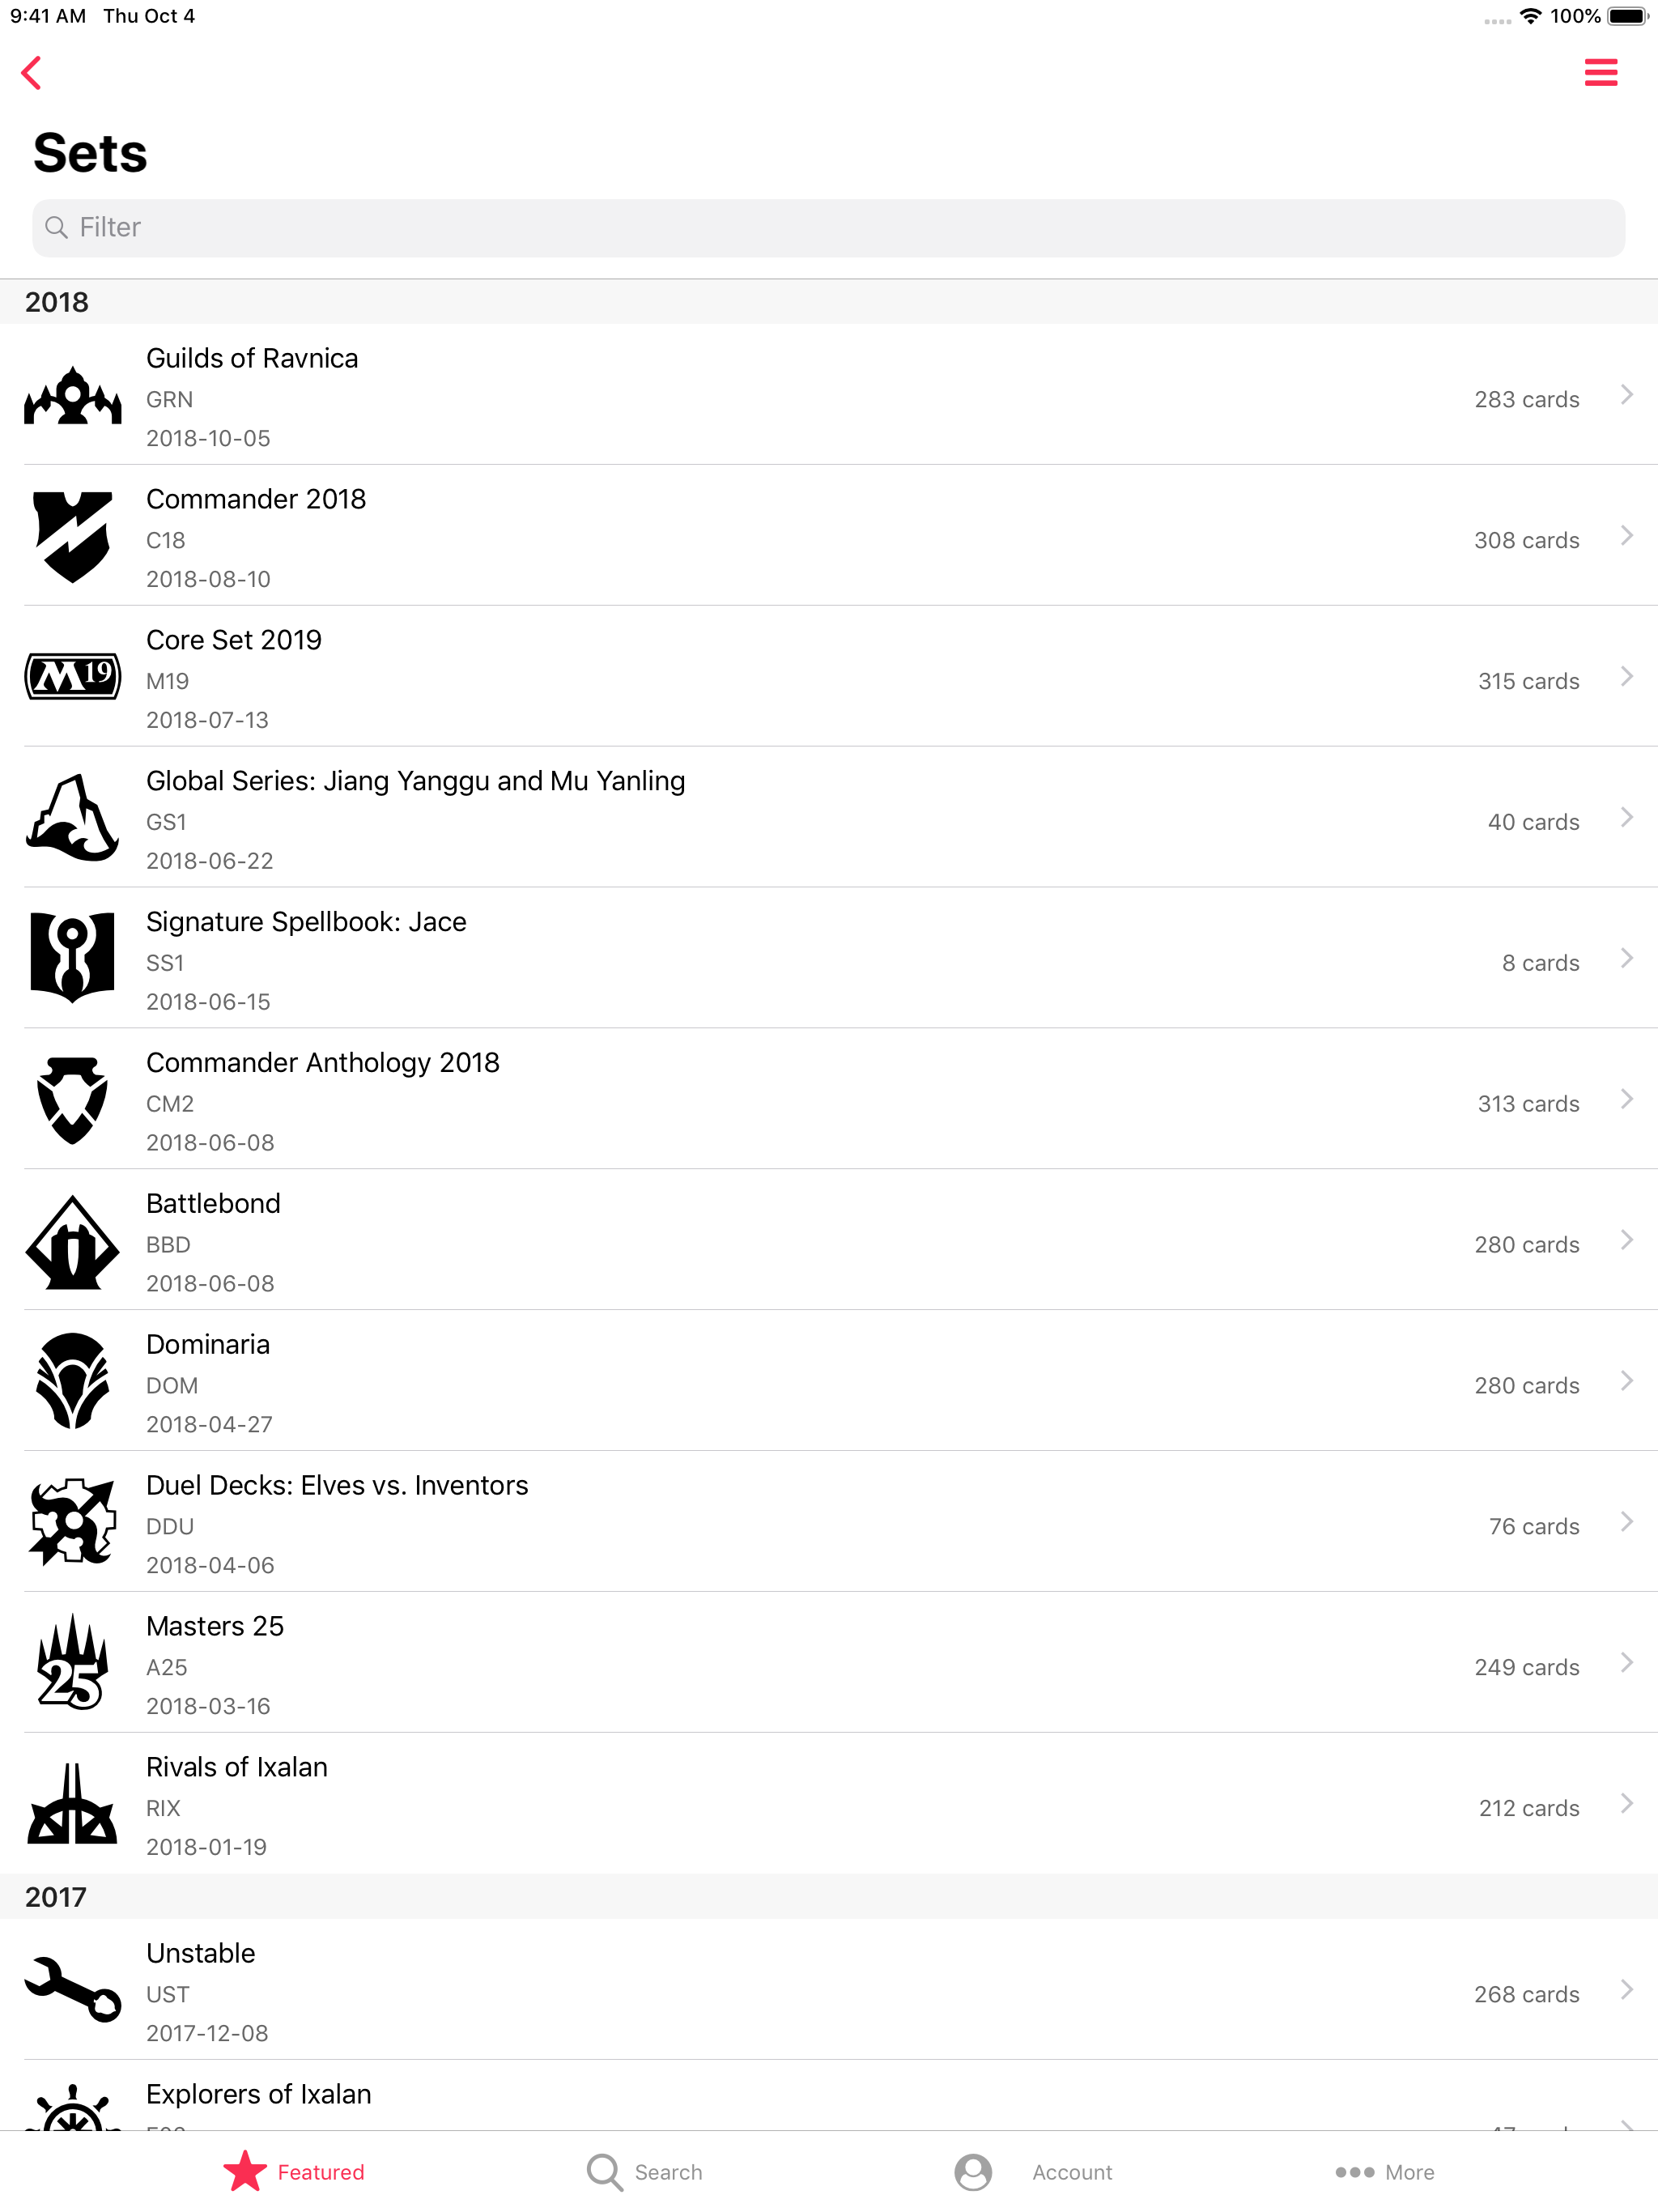 9:41 AM Thu Oct 4 100%
Sets
Filter
2018
Guilds of Ravnica
GRN
283 cards
2018-10-05
Commander 2018
C18
308 cards
2018-08-10
M19
Core Set 2019
M19
315 cards
2018-07-13
Global Series: Jiang Yanggu and Mu Yanling
GS1
40 cards
2018-06-22
Signature Spellbook: Jace
SS1
8 cards
2018-06-15
Commander Anthology 2018
CM2
313 cards
2018-06-08
Battlebond
BBD
280 cards
2018-06-08
Dominaria
DOM
280 cards
2018-04-27
Duel Decks: Elves vs. Inventors
DDU
76 cards
2018-04-06
25
Masters 25
A25
249 cards
2018-03-16
Rivals of Ixalan
RIX
212 cards
2018-01-19
2017
Unstable
UST
268 cards
2017-12-08
Explorers of Ixalan
Featured
Search
Account
More